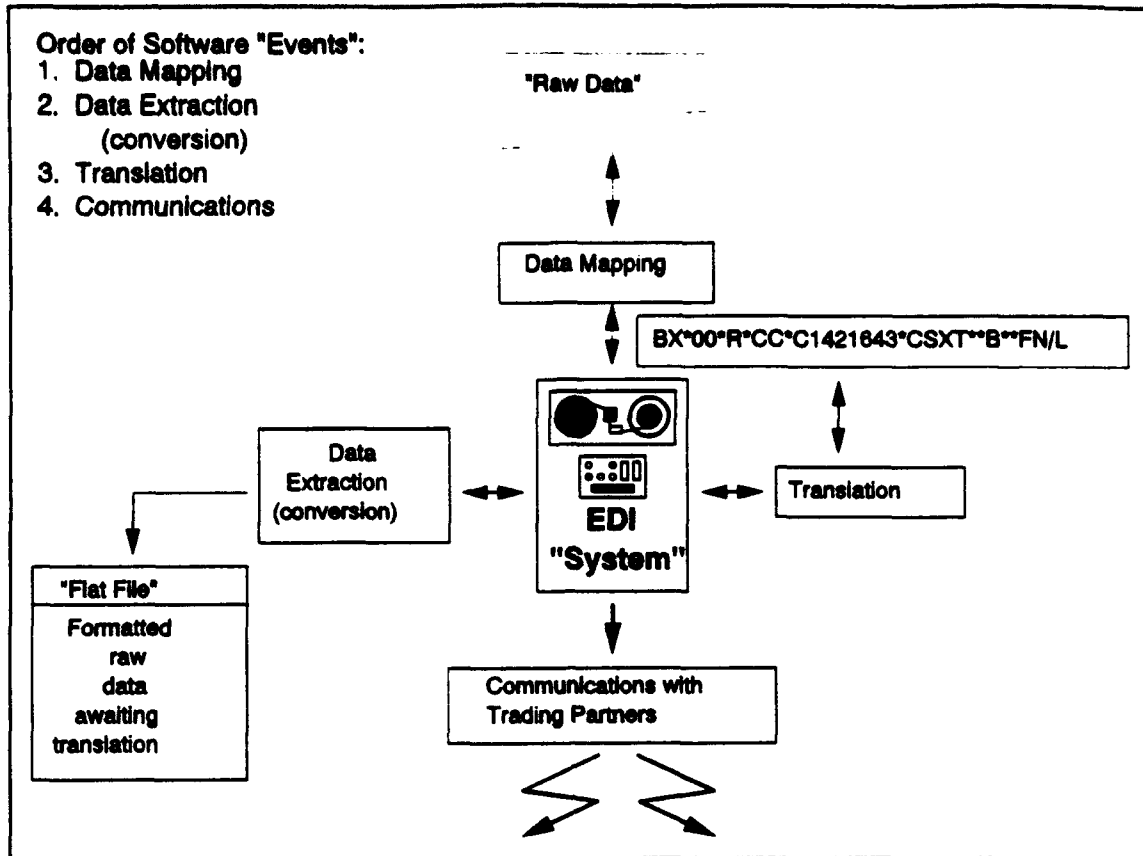 Order of Software "Events":
1. Data Mapping
2. Data Extraction
(conversion)
3. Translation
4. Communications
"Raw Data"
Data Mapping
BX*00*R*CC*C1421643*CSXT**B**FN/L
Data
Extraction
(conversion)
EDI
"System"
Translation
"Flat File"
Formatted
raw
data
awaiting
translation
Communications with
Trading Partners